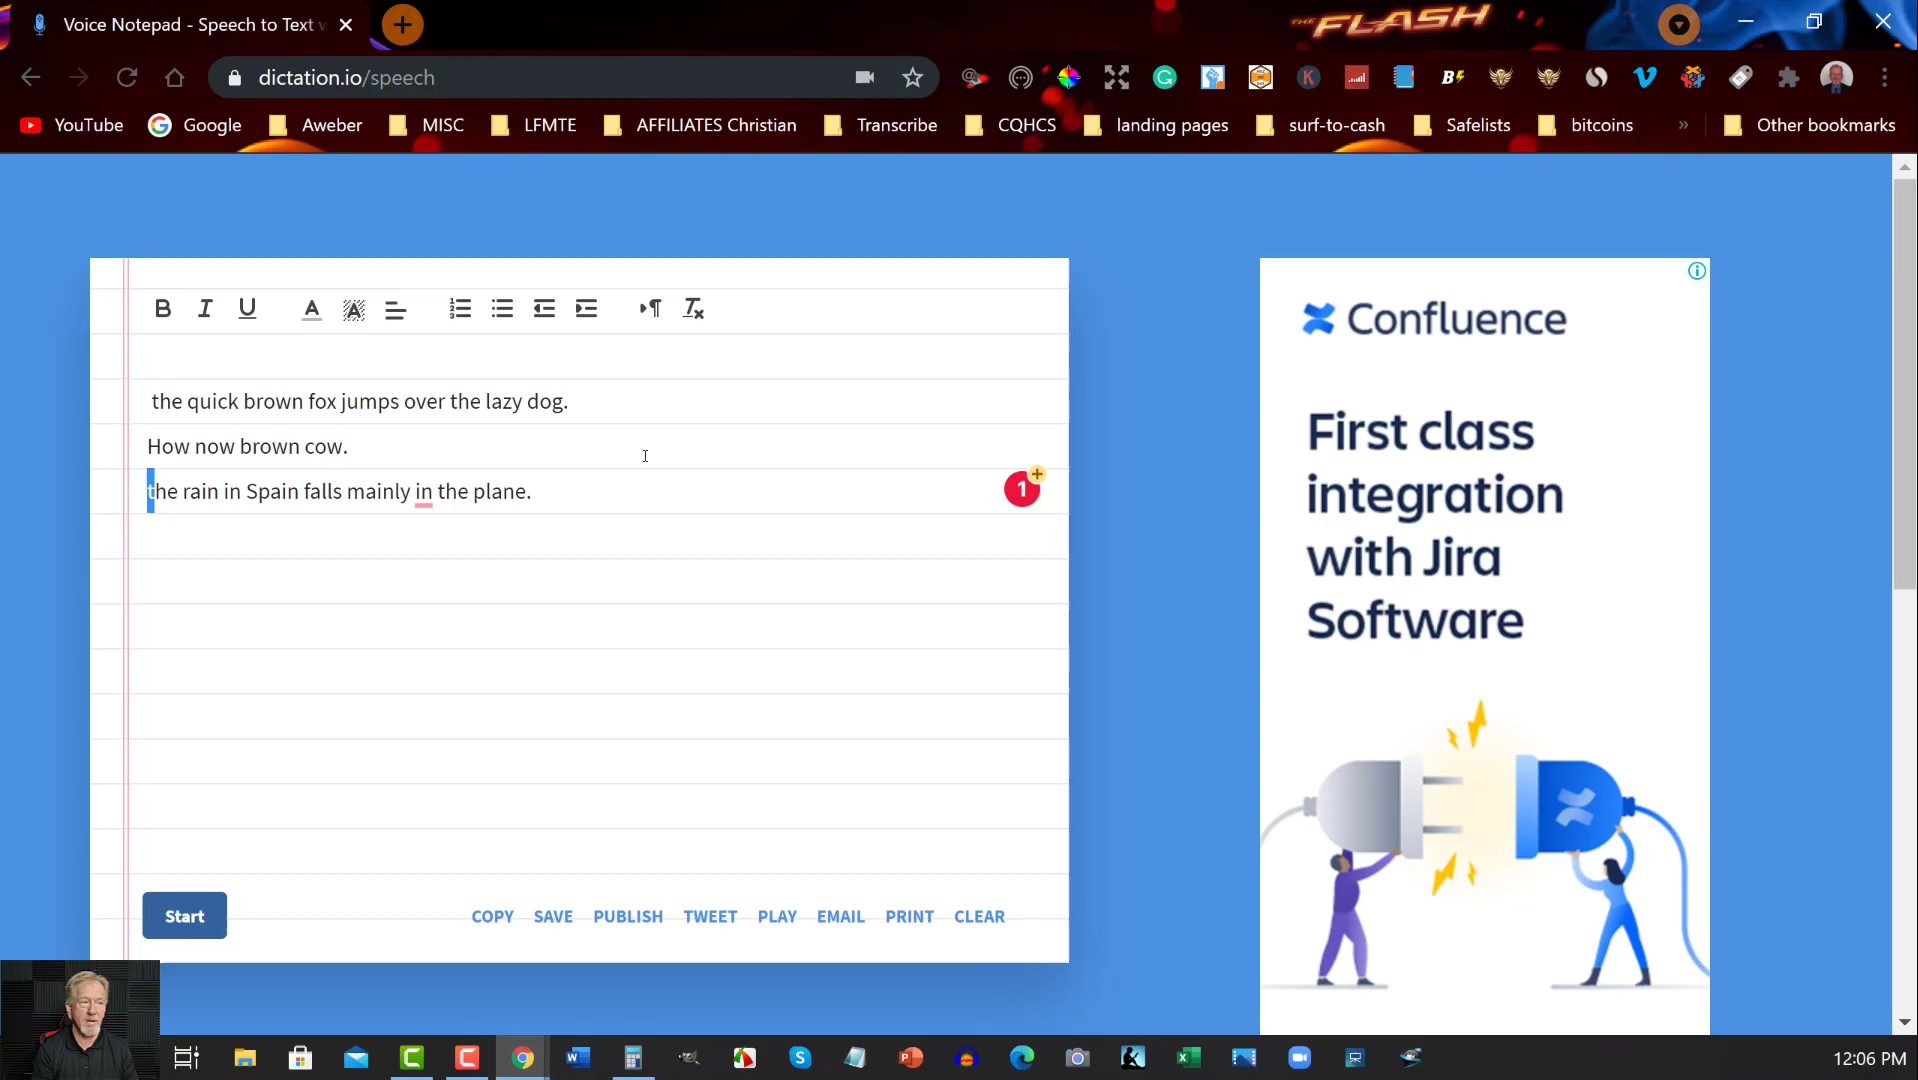 Voice Notepad - Speech to Text
THE FLASH
dictation.io/speech
YouTube
Google
Aweber
MISC
LFMTE
AFFILIATES Christian
Transcribe
CQHCS
landing pages
surf-to-cash
Safelists
bitcoins
»
Other bookmarks
the quick brown fox jumps over the lazy dog.
How now brown cow.
the rain in Spain falls mainly in the plane.
1
Start
COPY
SAVE
PUBLISH
TWEET
PLAY
EMAIL
PRINT
CLEAR
Confluence
First class
integration
with Jira
Software
12:06 PM